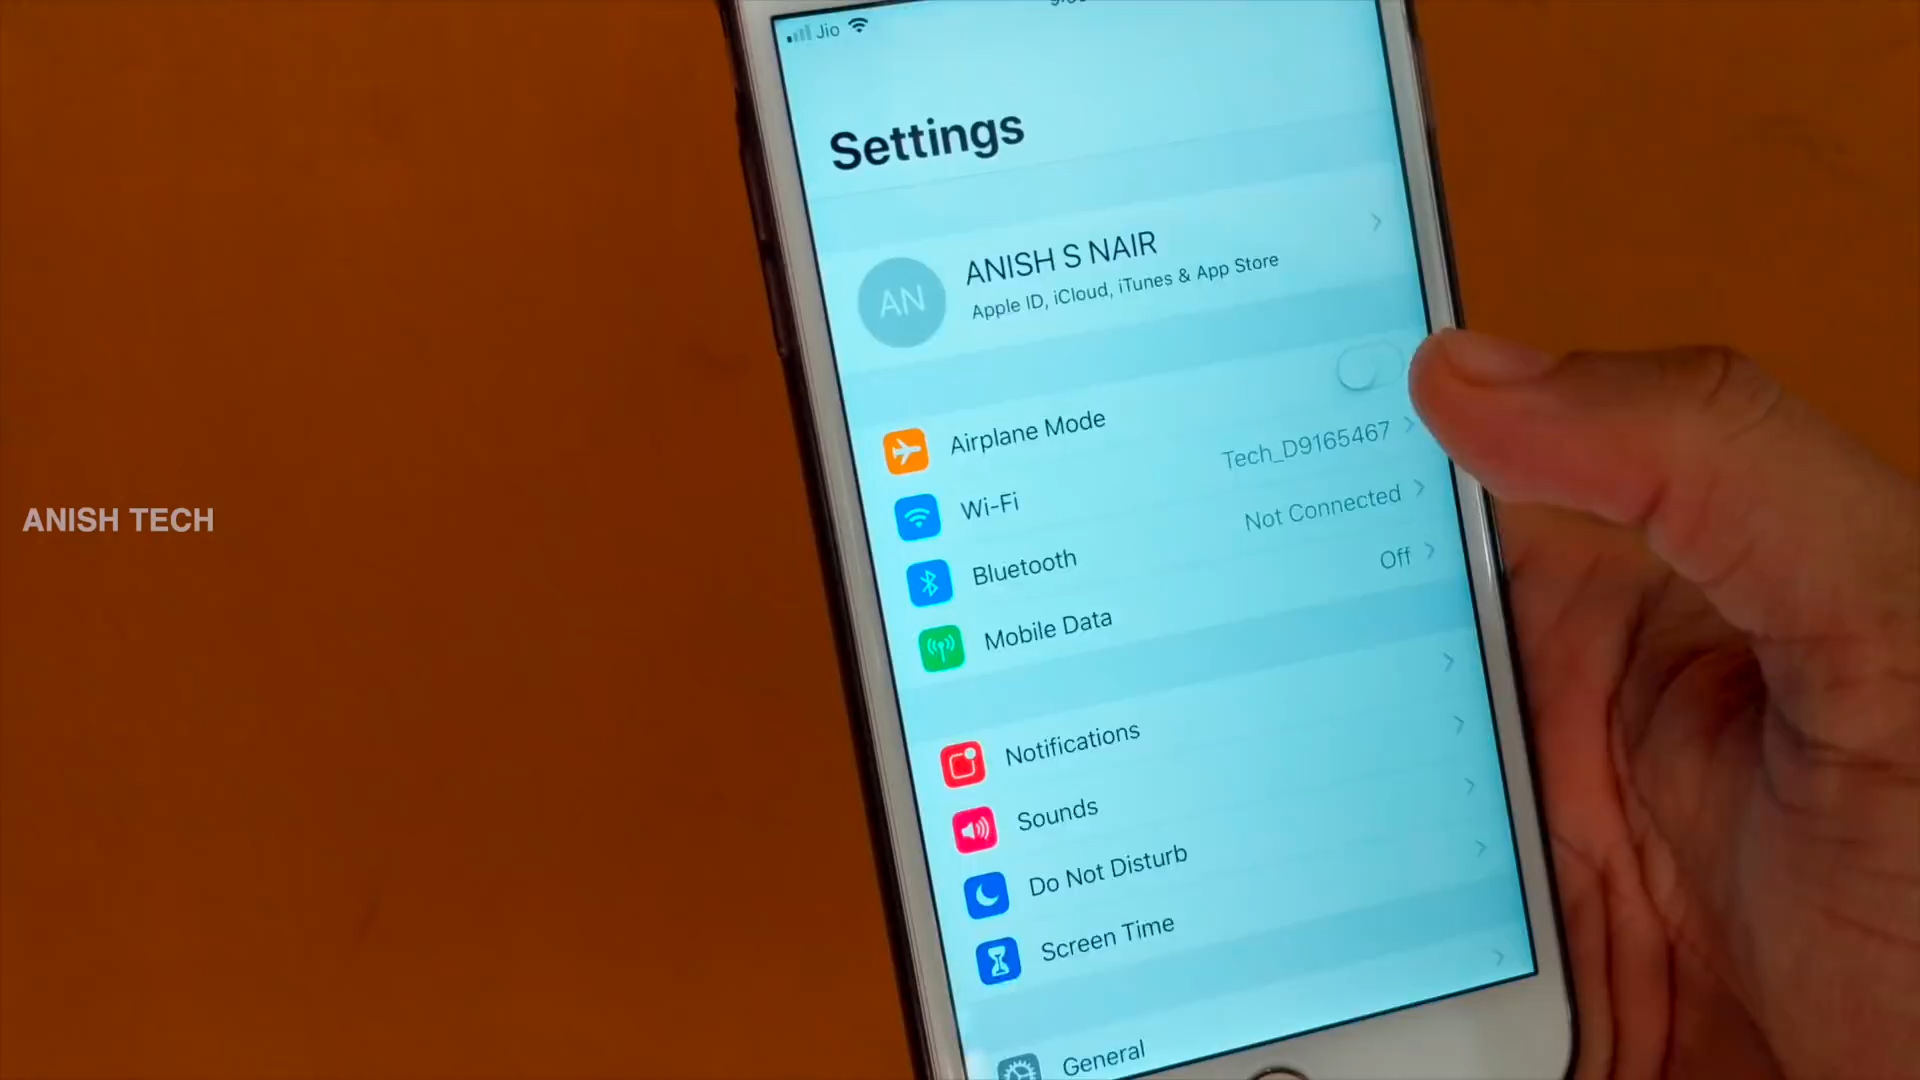 Jio
Settings
AN
ANISH S NAIR
Apple ID, iCloud, iTunes & App Store
Airplane Mode
Wi-Fi
Tech_D9165467
Bluetooth
Not Connected
Mobile Data
Off
Notifications
Sounds
Do Not Disturb
Screen Time
General
ANISH TECH